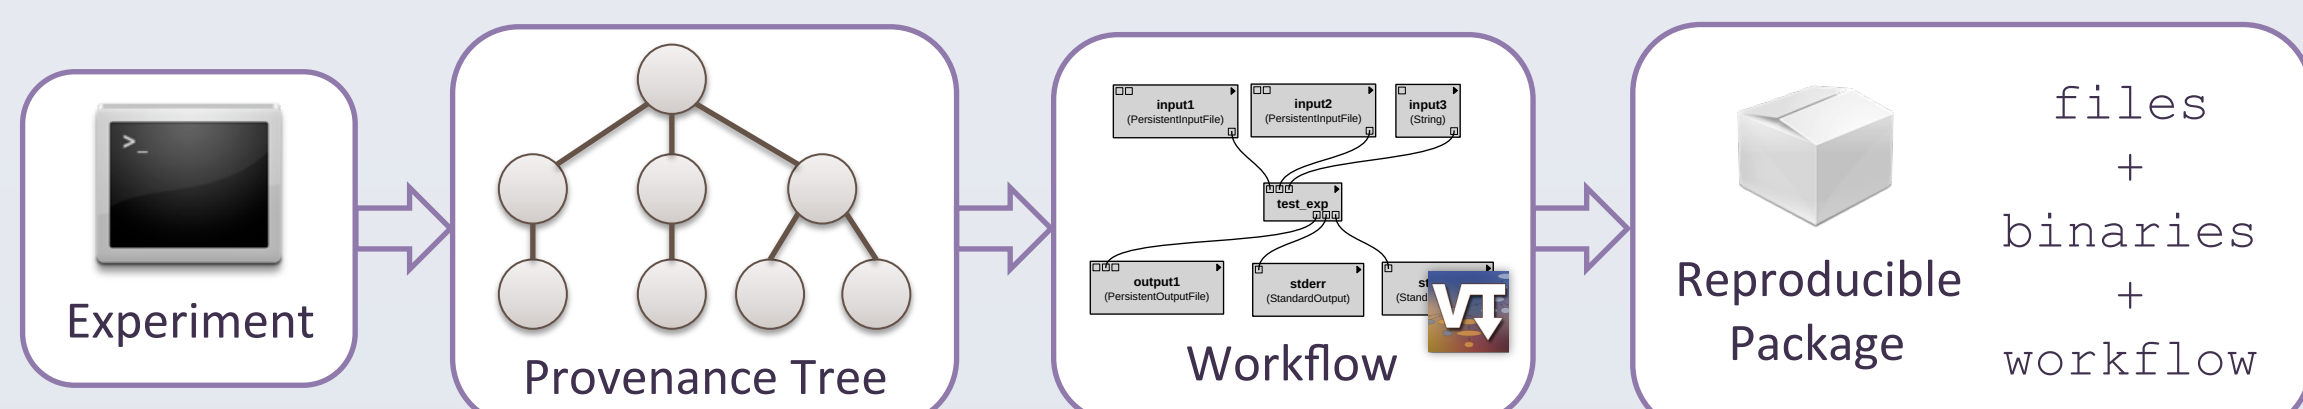 >_
Experiment
Provenance Tree
input1
(PersistentInputFile)
input2
(PersistentInputFile)
input3
(String)
test_exp
output1
(PersistentOutputFile)
stderr
(StandardOutput)
VT
Workflow
Reproducible
Package
files
+
binaries
+
workflow